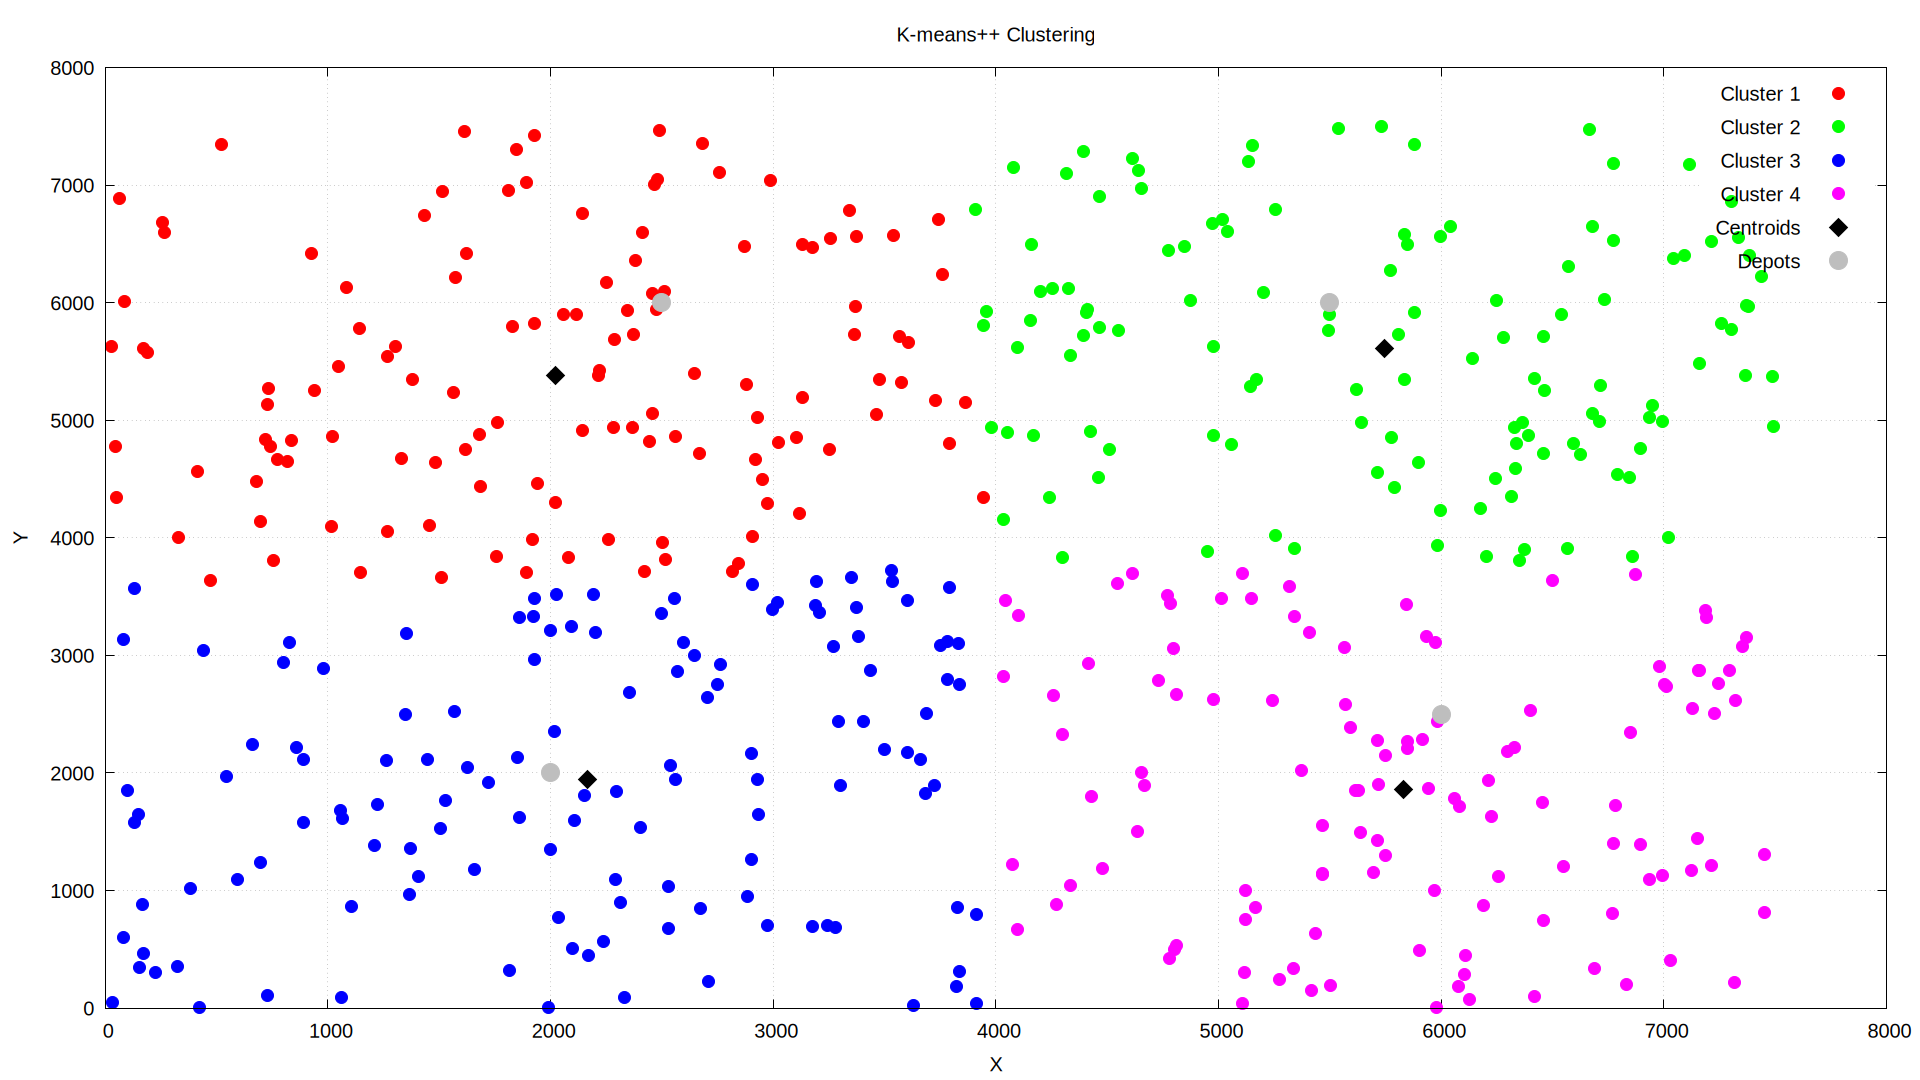 K-means++ Clustering
8000
7000
6000
5000
4000
3000
2000
1000
0
Y
Cluster 1
Cluster 2
Cluster 3
Cluster 4
Centroids
Depots
0 1000 2000 3000 4000 5000 6000 7000 8000
X